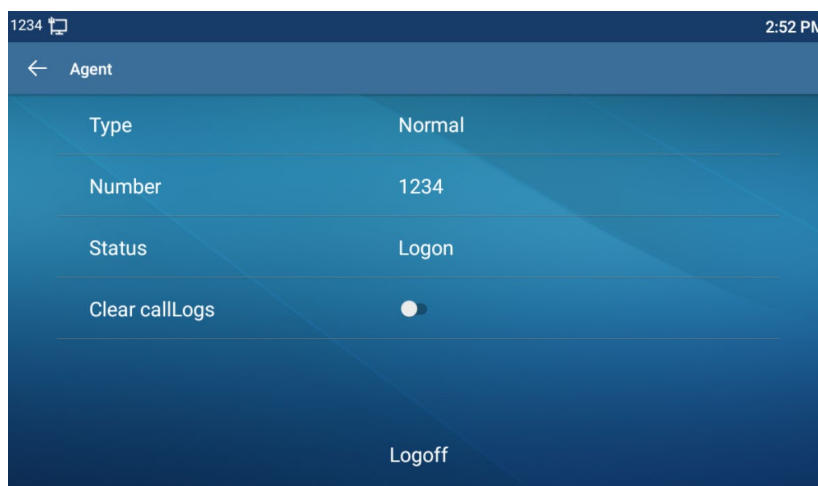 1234 2:52 PM
Agent
Type Normal
Number 1234
Status Logon
Clear callLogs
Logoff